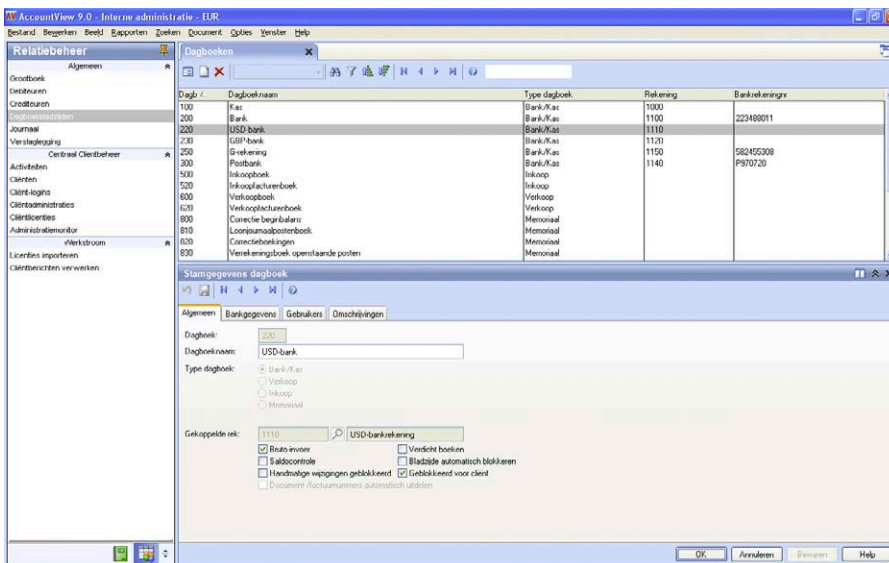 AccountView 9.0 - Interne administratie - EUR
Bestand Bewerken Beeld Rapporten Zoeken Document Opties Venster Help
Relatiebeheer
Algemeen
Grootboek
Debiteuren
Crediteuren
Dagboekbladzijden
Journaal
Verslaglegging
Centraal Clientbeheer
Activiteiten
Cliënten
Client-logins
Cliëntadministraties
Cliëntlicenties
Administratiemonitor
Werkstroom
Licenties importeren
Cliëntberichten verwerken
Dagboeken
Dagb Dagboeknaam Type dagboek Rekening Bankrekeningnr
100 Kas Bank/Kas 1000
200 Bank Bank/Kas 1100 223488011
220 USD-bank Bank/Kas 1110
230 GBP-bank Bank/Kas 1120
250 G-rekening Bank/Kas 1150 582455308
300 Postbank Bank/Kas 1140 P970720
500 Inkoopboek Inkoop
520 Inkoopfacturenboek Inkoop
600 Verkoopboek Verkoop
620 Verkoopfacturenboek Verkoop
800 Correctie beginbalans Memoriaal
810 Loonjournaalpostenboek Memoriaal
820 Correctieboekingen Memoriaal
830 Verrekeningsboek openstaande posten Memoriaal
Stamgegevens dagboek
Algemeen Bankgegevens Gebruikers Omschrijvingen
Dagboek: 220
Dagboeknaam: USD-bank
Type dagboek: Bank/Kas
Verkoop
Inkoop
Memoriaal
Gekoppelde rek: 1110 USD-bankrekening
Bruto-invoer Verdicht boeken
Saldocontrole Bladzijde automatisch blokkeren
Handmatige wijzigingen geblokkeerd Geblokkeerd voor cliënt
Document-/factuurnummers automatisch uitdelen
OK Annuleren Bewaren Help